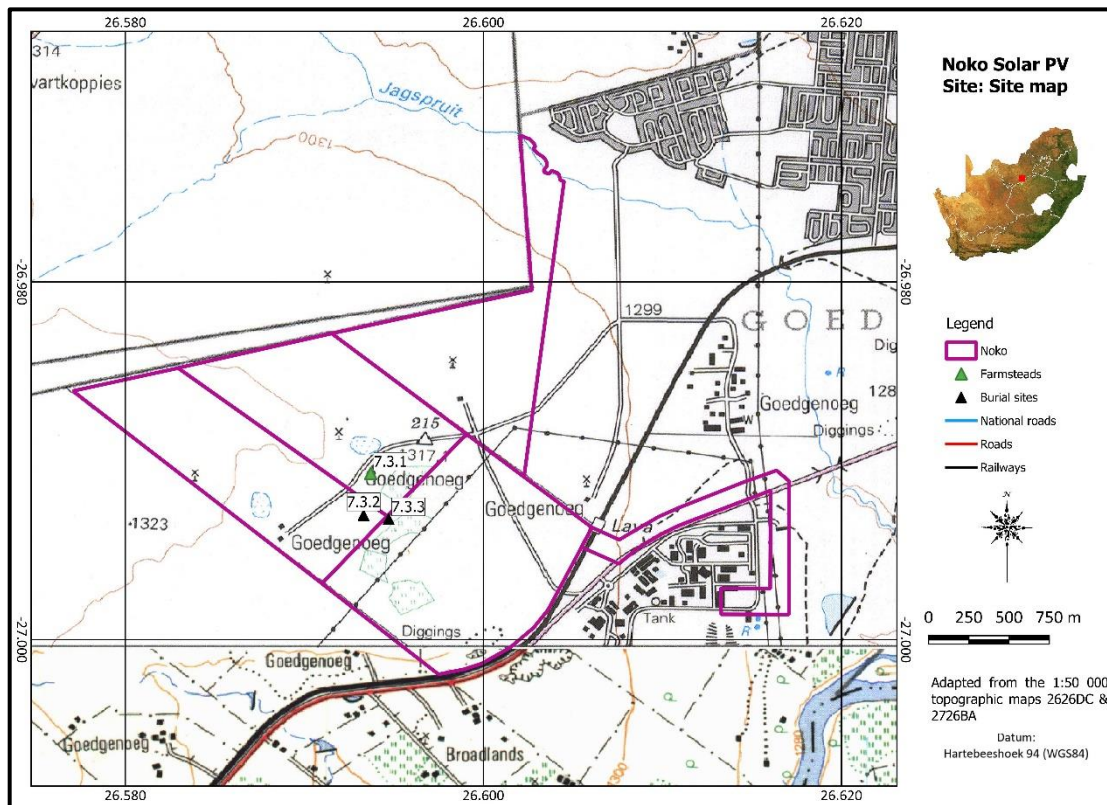 26.580
26.600
26.620
314
vartkoppies
Jagspruit
1300
-26.980
-26.980
1299
GOED
Dig
R
128
Goedgenoeg
W
Diggings
215
1317
7.3.1
Goedgenoeg
7.3.2
7.3.3
Goedgenoeg
1323
Goedgenoeg
Lava
Tank
R
Diggings
-27.000
-27.000
Goedgenoeg
Goedgenoeg
Broadlands
1300
1280
26.580
26.600
26.620
Noko Solar PV
Site: Site map
Legend
Noko
Farmsteads
Burial sites
National roads
Roads
Railways
N
0 250 500 750 m
Adapted from the 1:50 000
topographic maps 2626DC &
2726BA
Datum:
Hartebeeshoek 94 (WGS84)